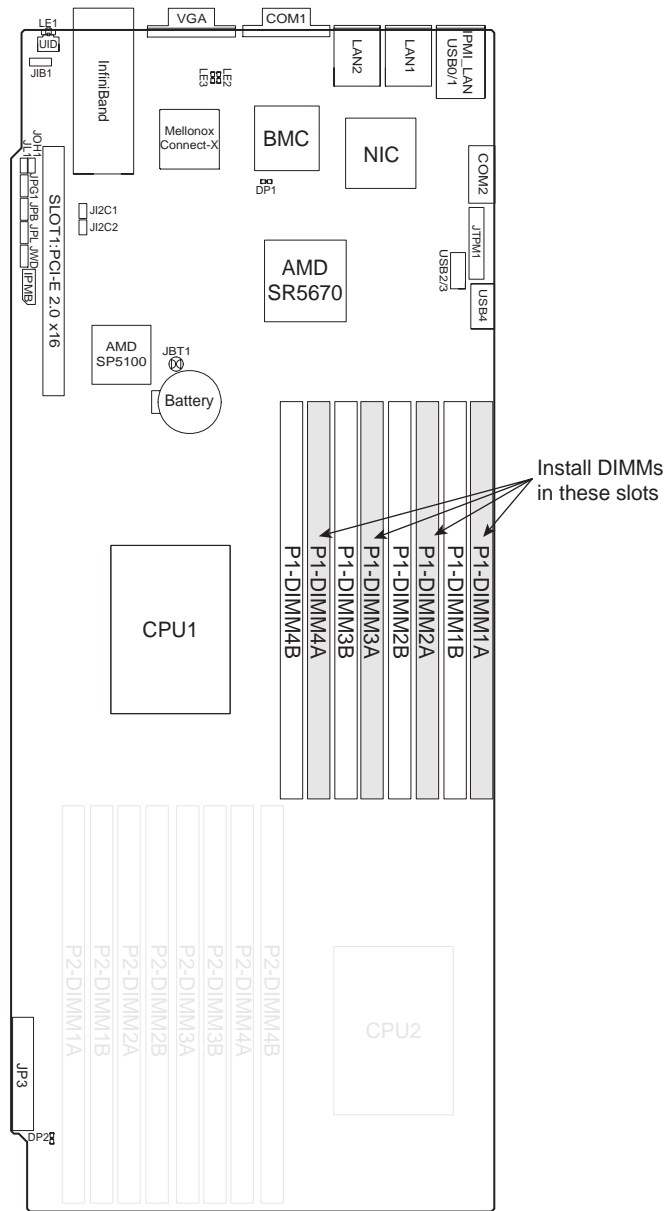 LE1
UID
JIB1
InfiniBand
VGA
COM1
LE3
LE2
LAN2
LAN1
IPMI_LAN
USB0/1
Mellonox
Connect-X
BMC
NIC
DP1
COM2
JOH1
JL1
JPG1
JPB
JPL
JWD
IPMB
SLOT1:PCI-E 2.0 x16
JI2C1
JI2C2
JTPM1
USB2/3
USB4
AMD
SR5670
AMD
SP5100
JBT1
Battery
Install DIMMs
in these slots
CPU1
P1-DIMM4B
P1-DIMM4A
P1-DIMM3B
P1-DIMM3A
P1-DIMM2B
P1-DIMM2A
P1-DIMM1B
P1-DIMM1A
P2-DIMM1A
P2-DIMM1B
P2-DIMM2A
P2-DIMM2B
P2-DIMM3A
P2-DIMM3B
P2-DIMM4A
P2-DIMM4B
CPU2
JP3
DP2